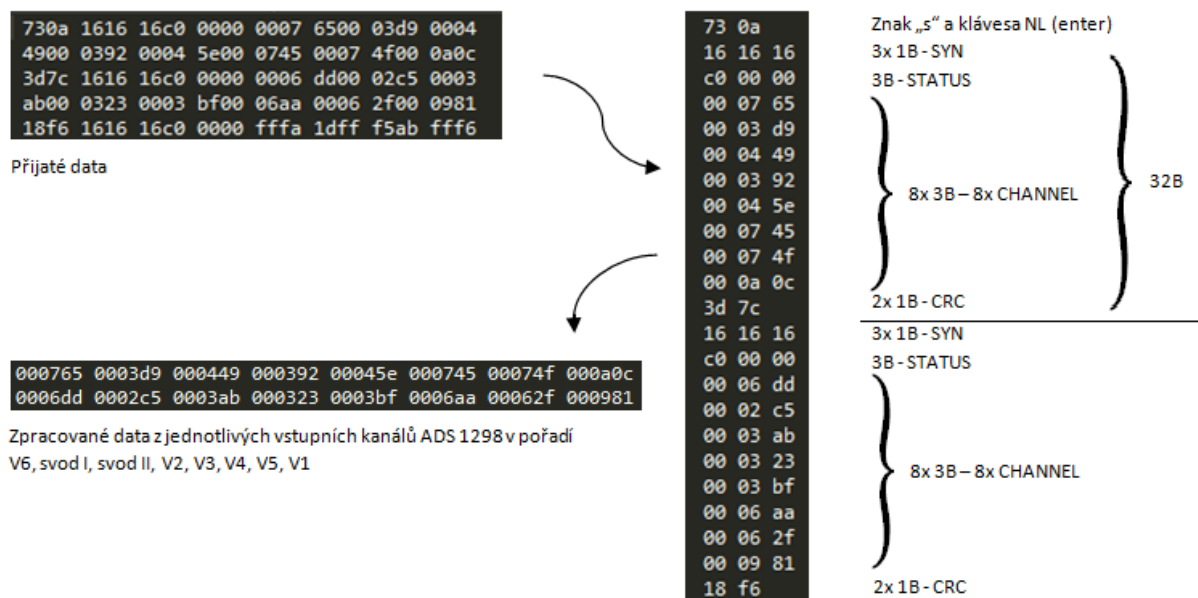 730a 1616 16c0 0000 0007 6500 03d9 0004
4900 0392 0004 5e00 0745 0007 4f00 0a0c
3d7c 1616 16c0 0000 0006 dd00 02c5 0003
ab00 0323 0003 bf00 06aa 0006 2f00 0981
18f6 1616 16c0 0000 fffa 1dff f5ab fff6
Přijaté data
000765 0003d9 000449 000392 00045e 000745 00074f 000a0c
0006dd 0002c5 0003ab 000323 0003bf 0006aa 00062f 000981
Zpracované data z jednotlivých vstupních kanálů ADS 1298 v pořadí
V6, svod I, svod II, V2, V3, V4, V5, V1
73 0a
16 16 16
c0 00 00
00 07 65
00 03 d9
00 04 49
00 03 92
00 04 5e
00 07 45
00 07 4f
00 0a 0c
3d 7c
16 16 16
c0 00 00
00 06 dd
00 02 c5
00 03 ab
00 03 23
00 03 bf
00 06 aa
00 06 2f
00 09 81
18 f6
Znak „s“ a klávesa NL (enter)
3x 1B - SYN
3B - STATUS
8x 3B – 8x CHANNEL
32B
2x 1B - CRC
3x 1B - SYN
3B - STATUS
8x 3B – 8x CHANNEL
2x 1B - CRC